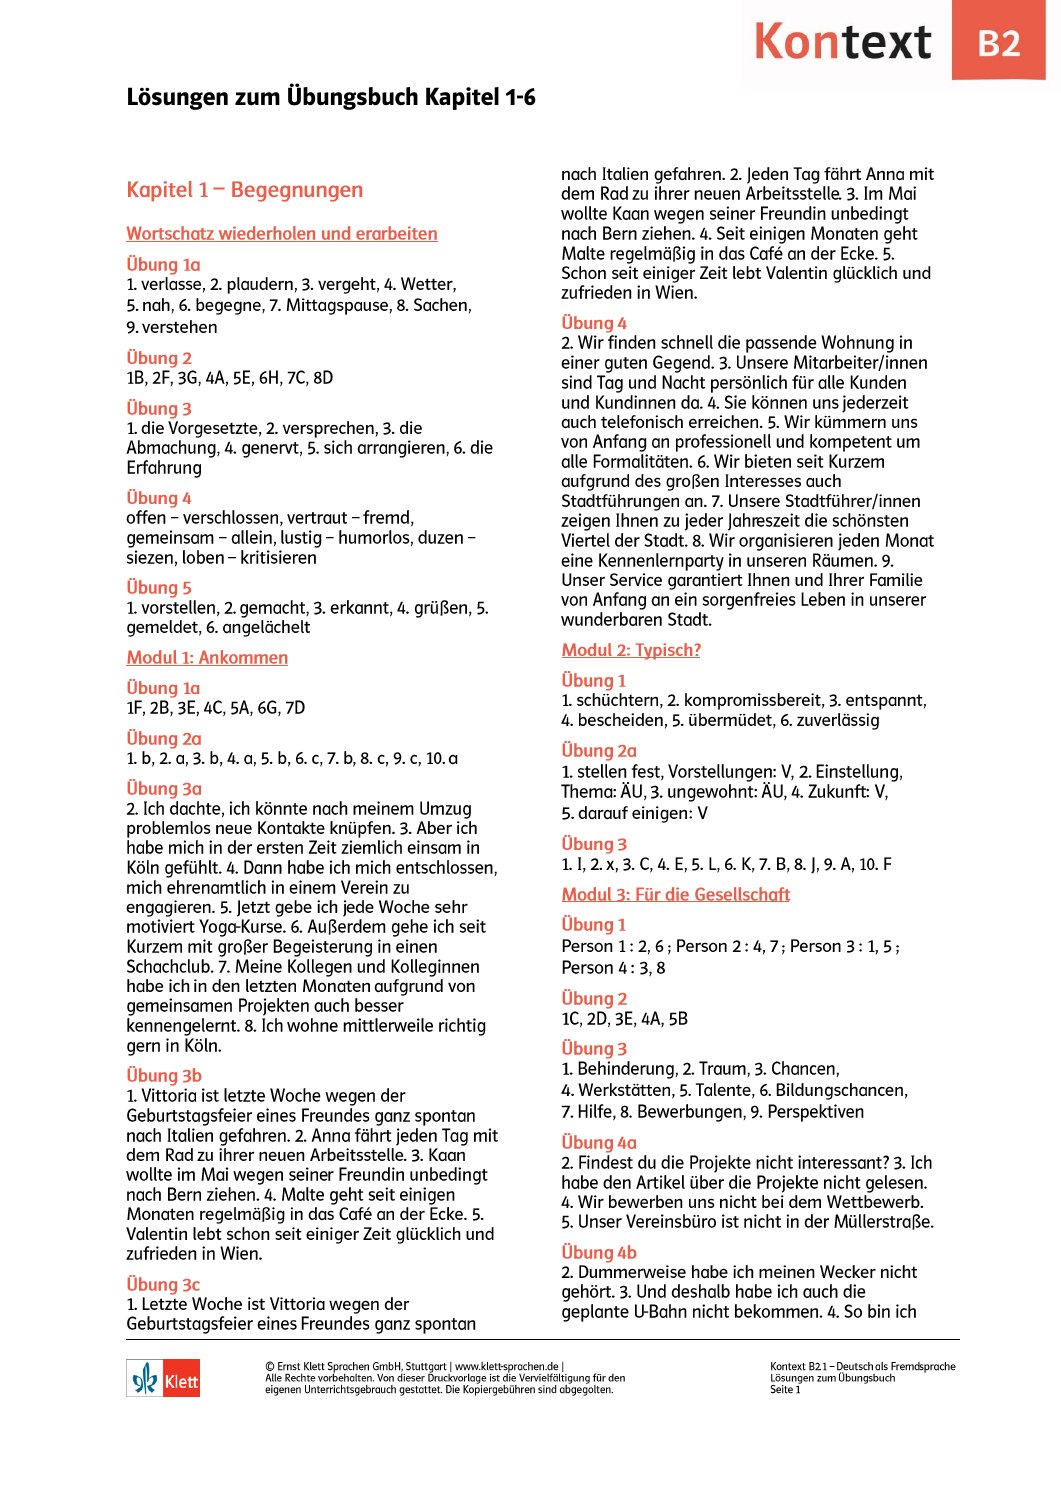 Kontext B2
Lösungen zum Übungsbuch Kapitel 1-6
Kapitel 1 – Begegnungen
Wortschatz wiederholen und erarbeiten
Übung 1a
1. verlasse, 2. plaudern, 3. vergeht, 4. Wetter,
5. nah, 6. begegne, 7. Mittagspause, 8. Sachen,
9. verstehen
Übung 2
1B, 2F, 3G, 4A, 5E, 6H, 7C, 8D
Übung 3
1. die Vorgesetzte, 2. versprechen, 3. die
Abmachung, 4. genervt, 5. sich arrangieren, 6. die
Erfahrung
Übung 4
offen – verschlossen, vertraut – fremd,
gemeinsam – allein, lustig – humorlos, duzen –
siezen, loben – kritisieren
Übung 5
1. vorstellen, 2. gemacht, 3. erkannt, 4. grüßen, 5.
gemeldet, 6. angelächelt
Modul 1: Ankommen
Übung 1a
1F, 2B, 3E, 4C, 5A, 6G, 7D
Übung 2a
1. b, 2. a, 3. b, 4. a, 5. b, 6. c, 7. b, 8. c, 9. c, 10. a
Übung 3a
2. Ich dachte, ich könnte nach meinem Umzug
problemlos neue Kontakte knüpfen. 3. Aber ich
habe mich in der ersten Zeit ziemlich einsam in
Köln gefühlt. 4. Dann habe ich mich entschlossen,
mich ehrenamtlich in einem Verein zu
engagieren. 5. Jetzt gebe ich jede Woche sehr
motiviert Yoga-Kurse. 6. Außerdem gehe ich seit
Kurzem mit großer Begeisterung in einen
Schachclub. 7. Meine Kollegen und Kolleginnen
habe ich in den letzten Monaten aufgrund von
gemeinsamen Projekten auch besser
kennengelernt. 8. Ich wohne mittlerweile richtig
gern in Köln.
Übung 3b
1. Vittoria ist letzte Woche wegen der
Geburtstagsfeier eines Freundes ganz spontan
nach Italien gefahren. 2. Anna fährt jeden Tag mit
dem Rad zu ihrer neuen Arbeitsstelle. 3. Kaan
wollte im Mai wegen seiner Freundin unbedingt
nach Bern ziehen. 4. Malte geht seit einigen
Monaten regelmäßig in das Café an der Ecke. 5.
Valentin lebt schon seit einiger Zeit glücklich und
zufrieden in Wien.
Übung 3c
1. Letzte Woche ist Vittoria wegen der
Geburtstagsfeier eines Freundes ganz spontan
nach Italien gefahren. 2. Jeden Tag fährt Anna mit
dem Rad zu ihrer neuen Arbeitsstelle. 3. Im Mai
wollte Kaan wegen seiner Freundin unbedingt
nach Bern ziehen. 4. Seit einigen Monaten geht
Malte regelmäßig in das Café an der Ecke. 5.
Schon seit einiger Zeit lebt Valentin glücklich und
zufrieden in Wien.
Übung 4
2. Wir finden schnell die passende Wohnung in
einer guten Gegend. 3. Unsere Mitarbeiter/innen
sind Tag und Nacht persönlich für alle Kunden
und Kundinnen da. 4. Sie können uns jederzeit
auch telefonisch erreichen. 5. Wir kümmern uns
von Anfang an professionell und kompetent um
alle Formalitäten. 6. Wir bieten seit Kurzem
aufgrund des großen Interesses auch
Stadtführungen an. 7. Unsere Stadtführer/innen
zeigen Ihnen zu jeder Jahreszeit die schönsten
Viertel der Stadt. 8. Wir organisieren jeden Monat
eine Kennenlernparty in unseren Räumen. 9.
Unser Service garantiert Ihnen und Ihrer Familie
von Anfang an ein sorgenfreies Leben in unserer
wunderbaren Stadt.
Modul 2: Typisch?
Übung 1
1. schüchtern, 2. kompromissbereit, 3. entspannt,
4. bescheiden, 5. übermüdet, 6. zuverlässig
Übung 2a
1. stellen fest, Vorstellungen: V, 2. Einstellung,
Thema: ÄU, 3. ungewohnt: ÄU, 4. Zukunft: V,
5. darauf einigen: V
Übung 3
1. I, 2. x, 3. C, 4. E, 5. L, 6. K, 7. B, 8. J, 9. A, 10. F
Modul 3: Für die Gesellschaft
Übung 1
Person 1 : 2, 6 ; Person 2 : 4, 7 ; Person 3 : 1, 5 ;
Person 4 : 3, 8
Übung 2
1C, 2D, 3E, 4A, 5B
Übung 3
1. Behinderung, 2. Traum, 3. Chancen,
4. Werkstätten, 5. Talente, 6. Bildungschancen,
7. Hilfe, 8. Bewerbungen, 9. Perspektiven
Übung 4a
2. Findest du die Projekte nicht interessant? 3. Ich
habe den Artikel über die Projekte nicht gelesen.
4. Wir bewerben uns nicht bei dem Wettbewerb.
5. Unser Vereinsbüro ist nicht in der Müllerstraße.
Übung 4b
2. Dummerweise habe ich meinen Wecker nicht
gehört. 3. Und deshalb habe ich auch die
geplante U-Bahn nicht bekommen. 4. So bin ich
Klett
© Ernst Klett Sprachen GmbH, Stuttgart | www.klett-sprachen.de |
Alle Rechte vorbehalten. Von dieser Druckvorlage ist die Vervielfältigung für den
eigenen Unterrichtsgebrauch gestattet. Die Kopiergebühren sind abgegolten.
Kontext B2.1 – Deutsch als Fremdsprache
Lösungen zum Übungsbuch
Seite 1